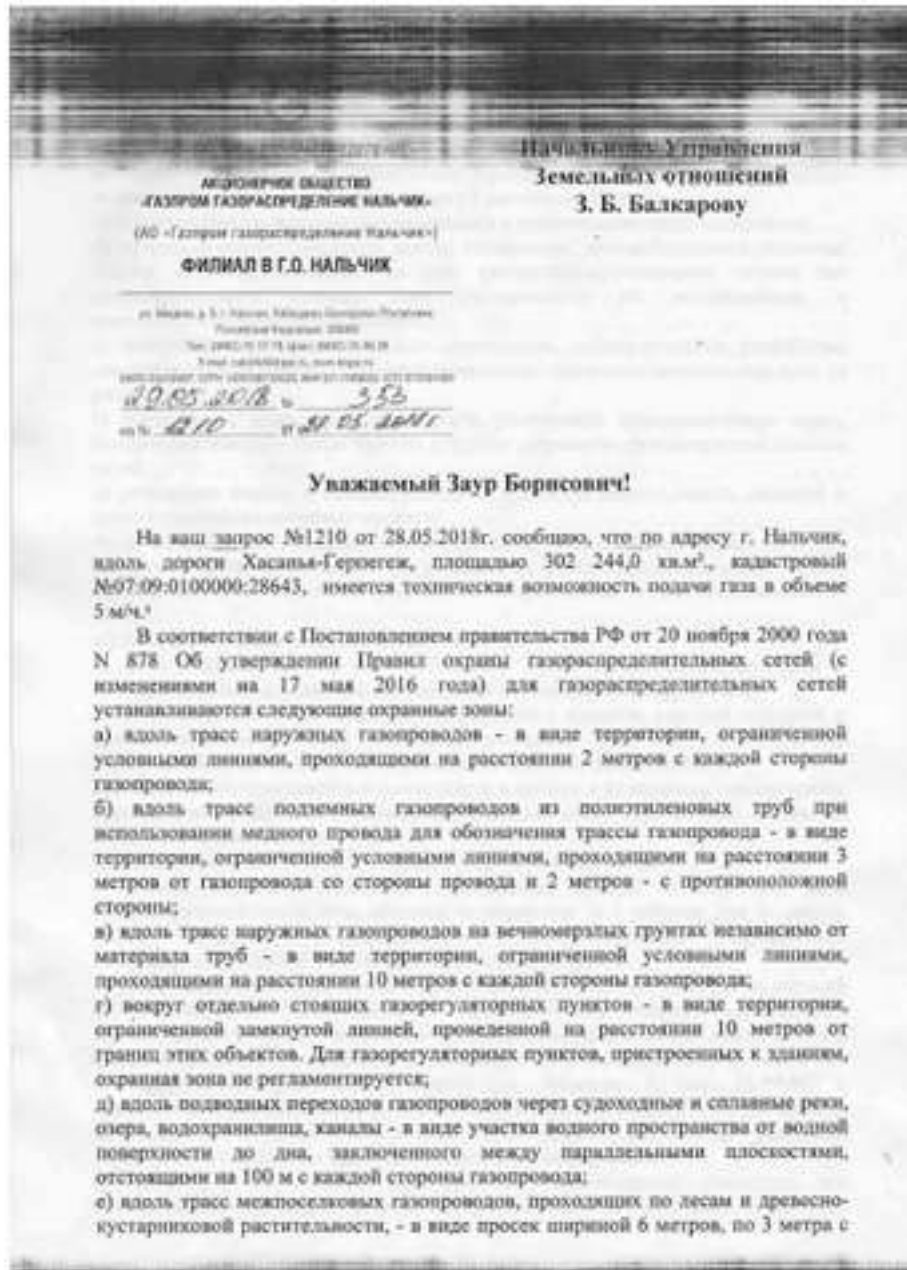 Начальнику Управления
Земельных отношений
З. Б. Балкарову
АКЦИОНЕРНОЕ ОБЩЕСТВО
«ГАЗПРОМ ГАЗОРАСПРЕДЕЛЕНИЕ НАЛЬЧИК»
(АО «Газпром газораспределение Нальчик»)
ФИЛИАЛ В Г.О. НАЛЬЧИК
29.05.2018 № 353
на № 1210 от 28.05.2018г
Уважаемый Заур Борисович!
На ваш запрос №1210 от 28.05.2018г. сообщаю, что по адресу г. Нальчик,
вдоль дороги Хасанья-Герпегеж, площадью 302 244,0 кв.м²., кадастровый
№07:09:0100000:28643, имеется техническая возможность подачи газа в объеме
5 м/ч.³
В соответствии с Постановлением правительства РФ от 20 ноября 2000 года
N 878 Об утверждении Правил охраны газораспределительных сетей (с
изменениями на 17 мая 2016 года) для газораспределительных сетей
устанавливаются следующие охранные зоны:
а) вдоль трасс наружных газопроводов - в виде территории, ограниченной
условными линиями, проходящими на расстоянии 2 метров с каждой стороны
газопровода;
б) вдоль трасс подземных газопроводов из полиэтиленовых труб при
использовании медного провода для обозначения трассы газопровода - в виде
территории, ограниченной условными линиями, проходящими на расстоянии 3
метров от газопровода со стороны провода и 2 метров - с противоположной
стороны;
в) вдоль трасс наружных газопроводов на вечномерзлых грунтах независимо от
материала труб - в виде территории, ограниченной условными линиями,
проходящими на расстоянии 10 метров с каждой стороны газопровода;
г) вокруг отдельно стоящих газорегуляторных пунктов - в виде территории,
ограниченной замкнутой линией, проведенной на расстоянии 10 метров от
границ этих объектов. Для газорегуляторных пунктов, пристроенных к зданиям,
охранная зона не регламентируется;
д) вдоль подводных переходов газопроводов через судоходные и сплавные реки,
озера, водохранилища, каналы - в виде участка водного пространства от водной
поверхности до дна, заключенного между параллельными плоскостями,
отстоящими на 100 м с каждой стороны газопровода;
е) вдоль трасс межпоселковых газопроводов, проходящих по лесам и древесно-
кустарниковой растительности, - в виде просек шириной 6 метров, по 3 метра с